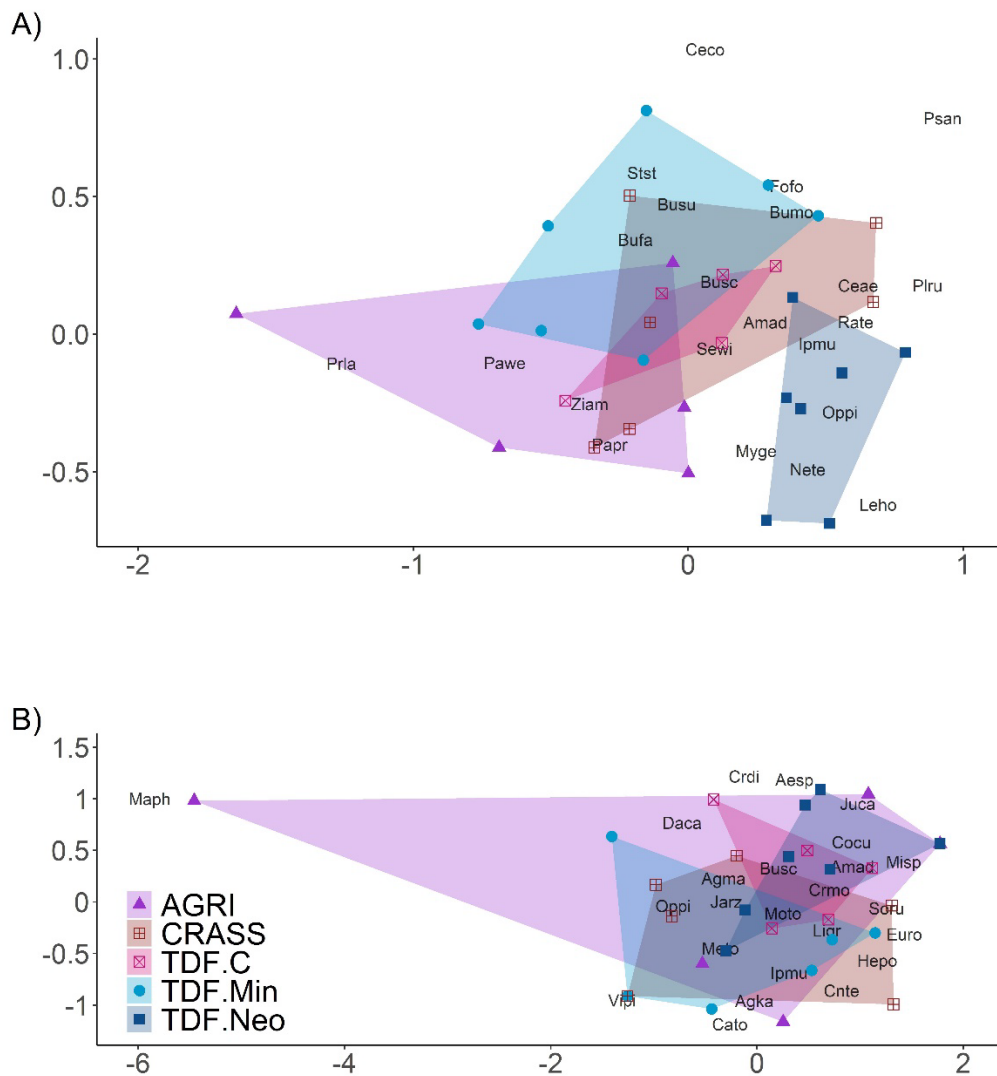 A)
Ceco
1.0
Psan
Stst
Fofo
0.5
Busu
Bumo
Bufa
Busc
Ceae
Plru
Amad
Rate
0.0
Sewi
Ipmu
Prla
Pawe
Ziam
Oppi
Papr
Myge
-0.5
Nete
Leho
-2 -1 0 1
B)
1.5
Crdi
Aesp
Maph
1
Juca
Daca
Cocu
0.5
Busc
Amad
Misp
Agma
Crmo
Oppi
Jarz
0
Moto
Sofu
AGRI
Ligr
Euro
CRASS
-0.5
Hepo
TDF.C
Ipmu
TDF.Min
Cnte
-1
Vipi
Agka
TDF.Neo
Cato
-6 -4 -2 0 2